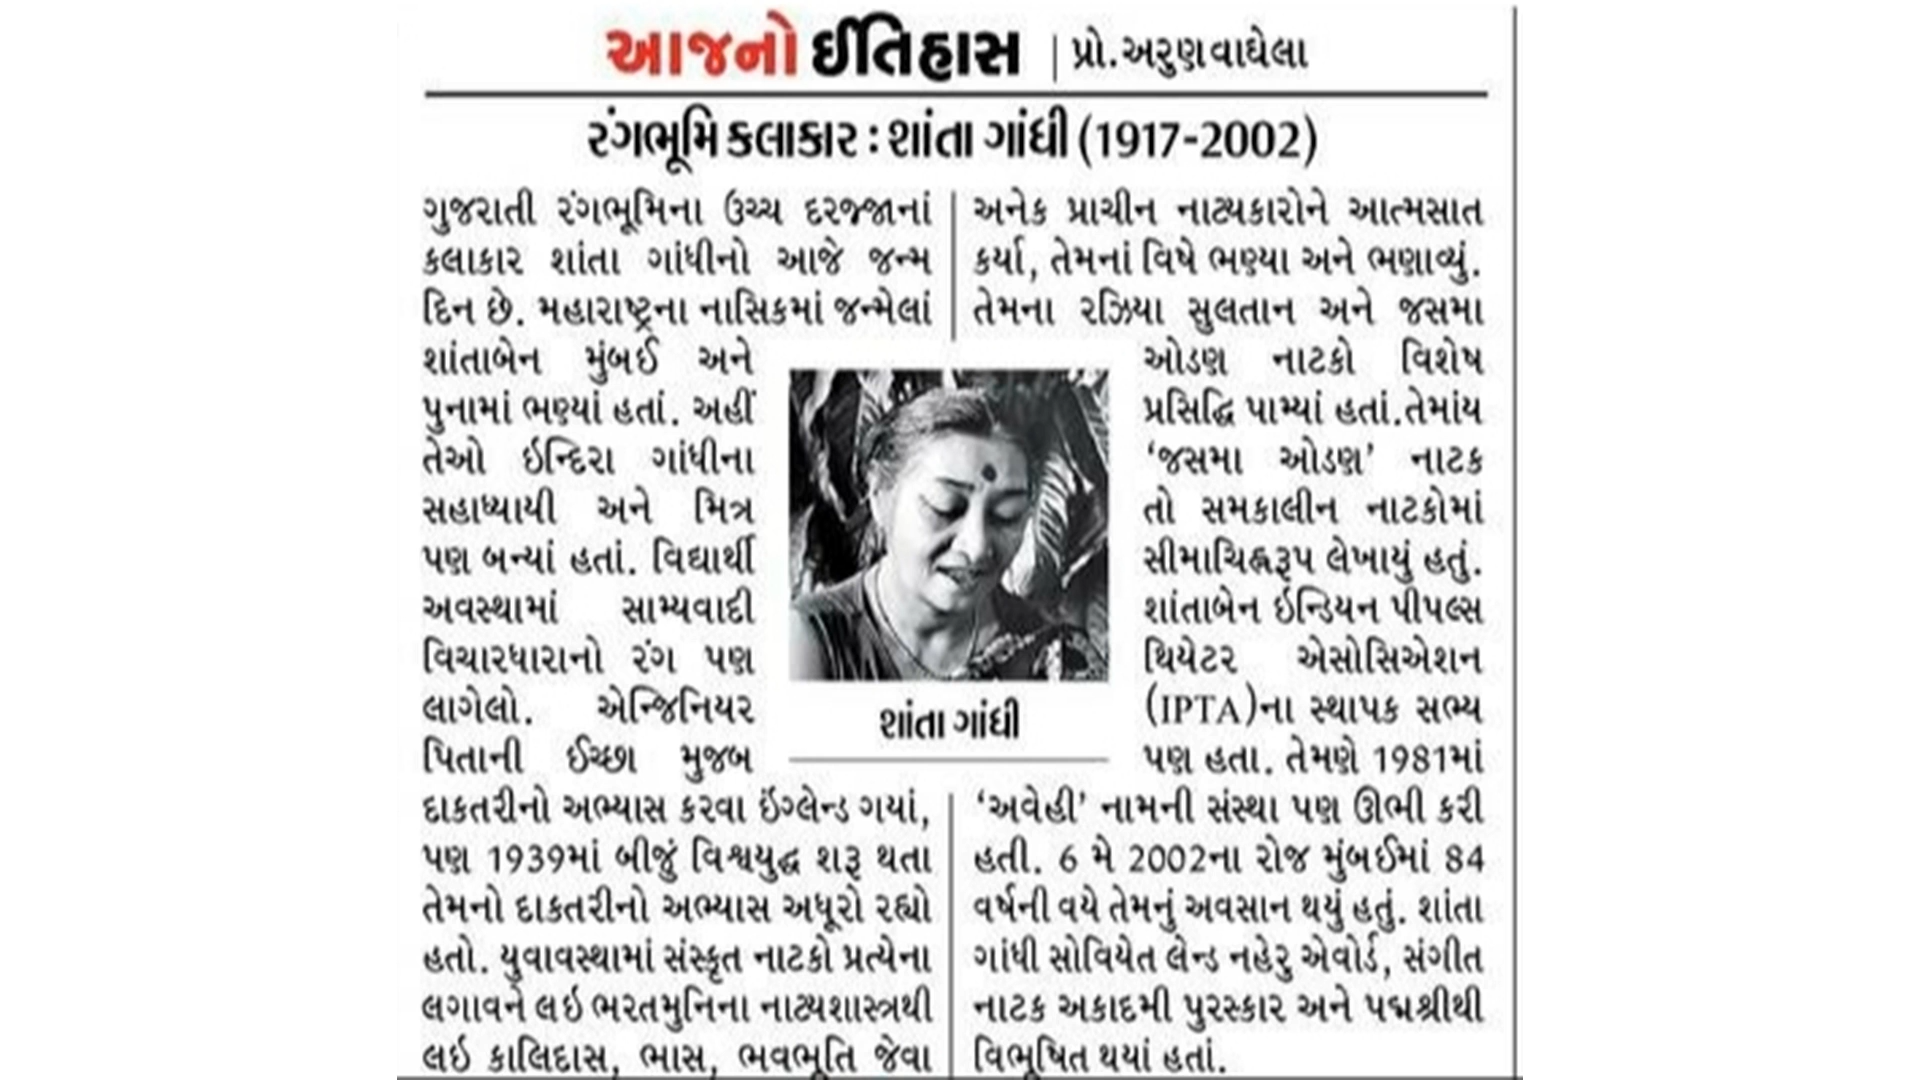 આજનો ઈતિહાસ | પ્રો. અરુણ વાઘેલા
રંગભૂમિ કલાકાર : શાંતા ગાંધી (1917-2002)
ગુજરાતી રંગભૂમિના ઉચ્ચ દરજ્જાનાં
કલાકાર શાંતા ગાંધીનો આજે જન્મ
દિન છે. મહારાષ્ટ્રના નાસિકમાં જન્મેલાં
શાંતાબેન મુંબઈ અને
પુનામાં ભણ્યાં હતાં. અહીં
તેઓ ઇન્દિરા ગાંધીના
સહાધ્યાયી અને મિત્ર
પણ બન્યાં હતાં. વિદ્યાર્થી
અવસ્થામાં સામ્યવાદી
વિચારધારાનો રંગ પણ
લાગેલો. એન્જિનિયર
પિતાની ઈચ્છા મુજબ
દાકતરીનો અભ્યાસ કરવા ઇંગ્લેન્ડ ગયાં,
પણ 1939માં બીજું વિશ્વયુદ્ધ શરૂ થતા
તેમનો દાકતરીનો અભ્યાસ અધૂરો રહ્યો
હતો. યુવાવસ્થામાં સંસ્કૃત નાટકો પ્રત્યેના
લગાવને લઇ ભરતમુનિના નાટ્યશાસ્ત્રથી
લઇ કાલિદાસ, ભાસ, ભવભૂતિ જેવા
શાંતા ગાંધી
અનેક પ્રાચીન નાટ્યકારોને આત્મસાત
કર્યા, તેમનાં વિષે ભણ્યા અને ભણાવ્યું.
તેમના રઝિયા સુલતાન અને જસમા
ઓડણ નાટકો વિશેષ
પ્રસિદ્ધિ પામ્યાં હતાં.તેમાંય
‘જસમા ઓડણ’ નાટક
તો સમકાલીન નાટકોમાં
સીમાચિહ્નરૂપ લેખાયું હતું.
શાંતાબેન ઇન્ડિયન પીપલ્સ
થિયેટર એસોસિએશન
(IPTA)ના સ્થાપક સભ્ય
પણ હતા. તેમણે 1981માં
‘અવેહી’ નામની સંસ્થા પણ ઊભી કરી
હતી. 6 મે 2002ના રોજ મુંબઈમાં 84
વર્ષની વયે તેમનું અવસાન થયું હતું. શાંતા
ગાંધી સોવિયેત લેન્ડ નહેરુ એવોર્ડ, સંગીત
નાટક અકાદમી પુરસ્કાર અને પદ્મશ્રીથી
વિભૂષિત થયાં હતાં.